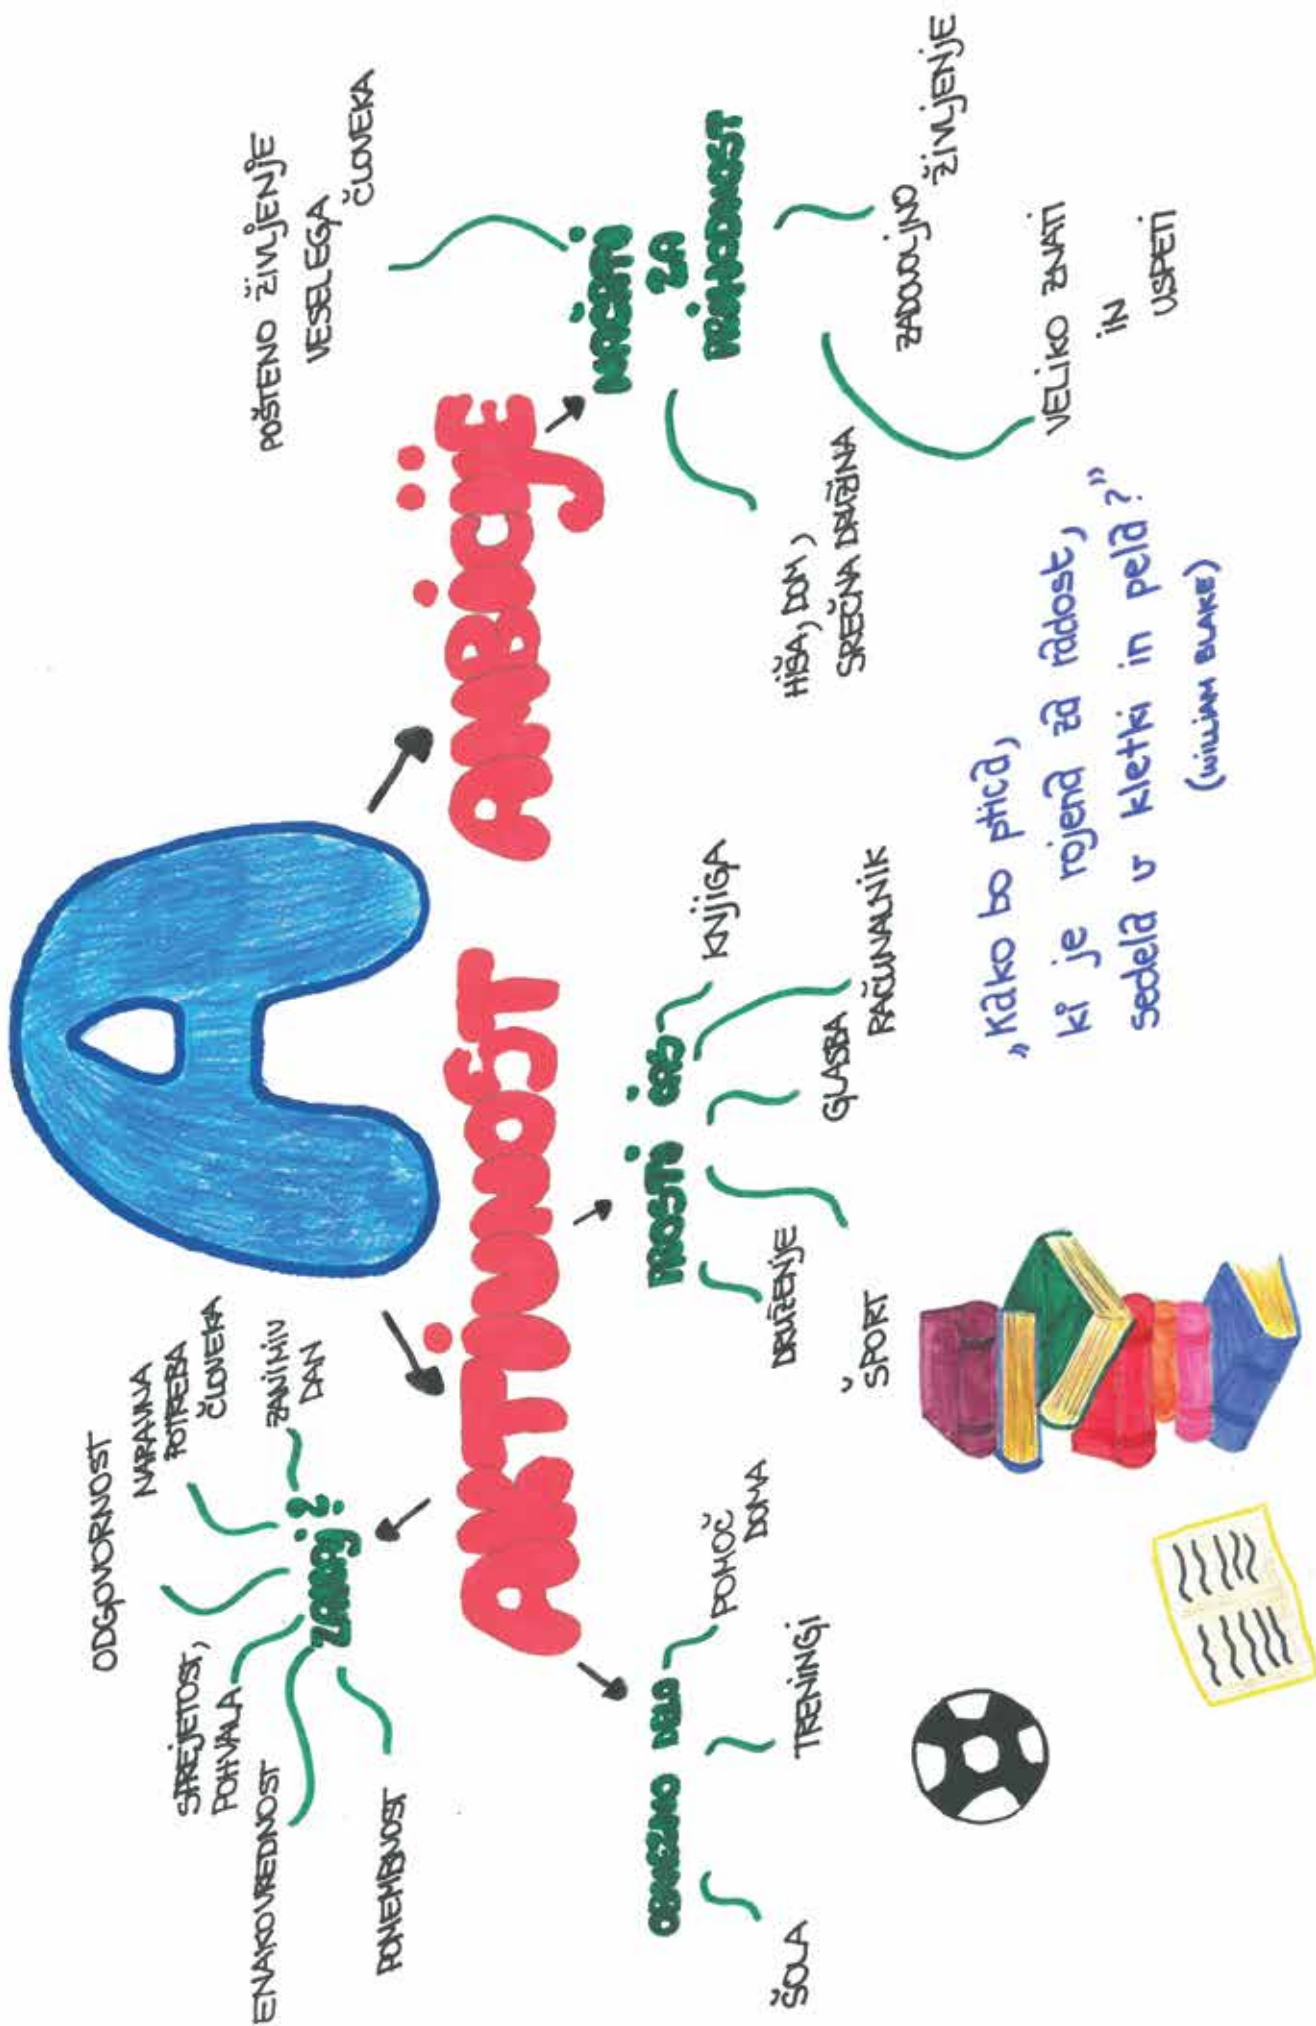 A
AKTIVNOST
AMBICIJE
ZAKAJ?
ODGOVORNOST
NARAVNA
POTREBA
ČLOVEKA
ZANIMIV
DAN
SPREJETOST,
POHVALA
ENAKOVREDNOST
POMEMBNOST
OBVEZNO DELO
ŠOLA
TRENINGI
POMOČ
DOMA
PROSTI ČAS
DRUŽENJE
ŠPORT
GLASBA
RAČUNALNIK
KNJIGA
NAČRTI
ZA
PRIHODNOST
POŠTENO ŽIVLJENJE
VESELEGA
ČLOVEKA
HIŠA, DOM,
SREČNA DRUŽINA
ZADOVOLJNO
ŽIVLJENJE
VELIKO ZNATI
IN
USPETI
„Kako bo ptica,
ki je rojena za radost,
sedela v kletki in pela?"
(WILLIAM BLAKE)